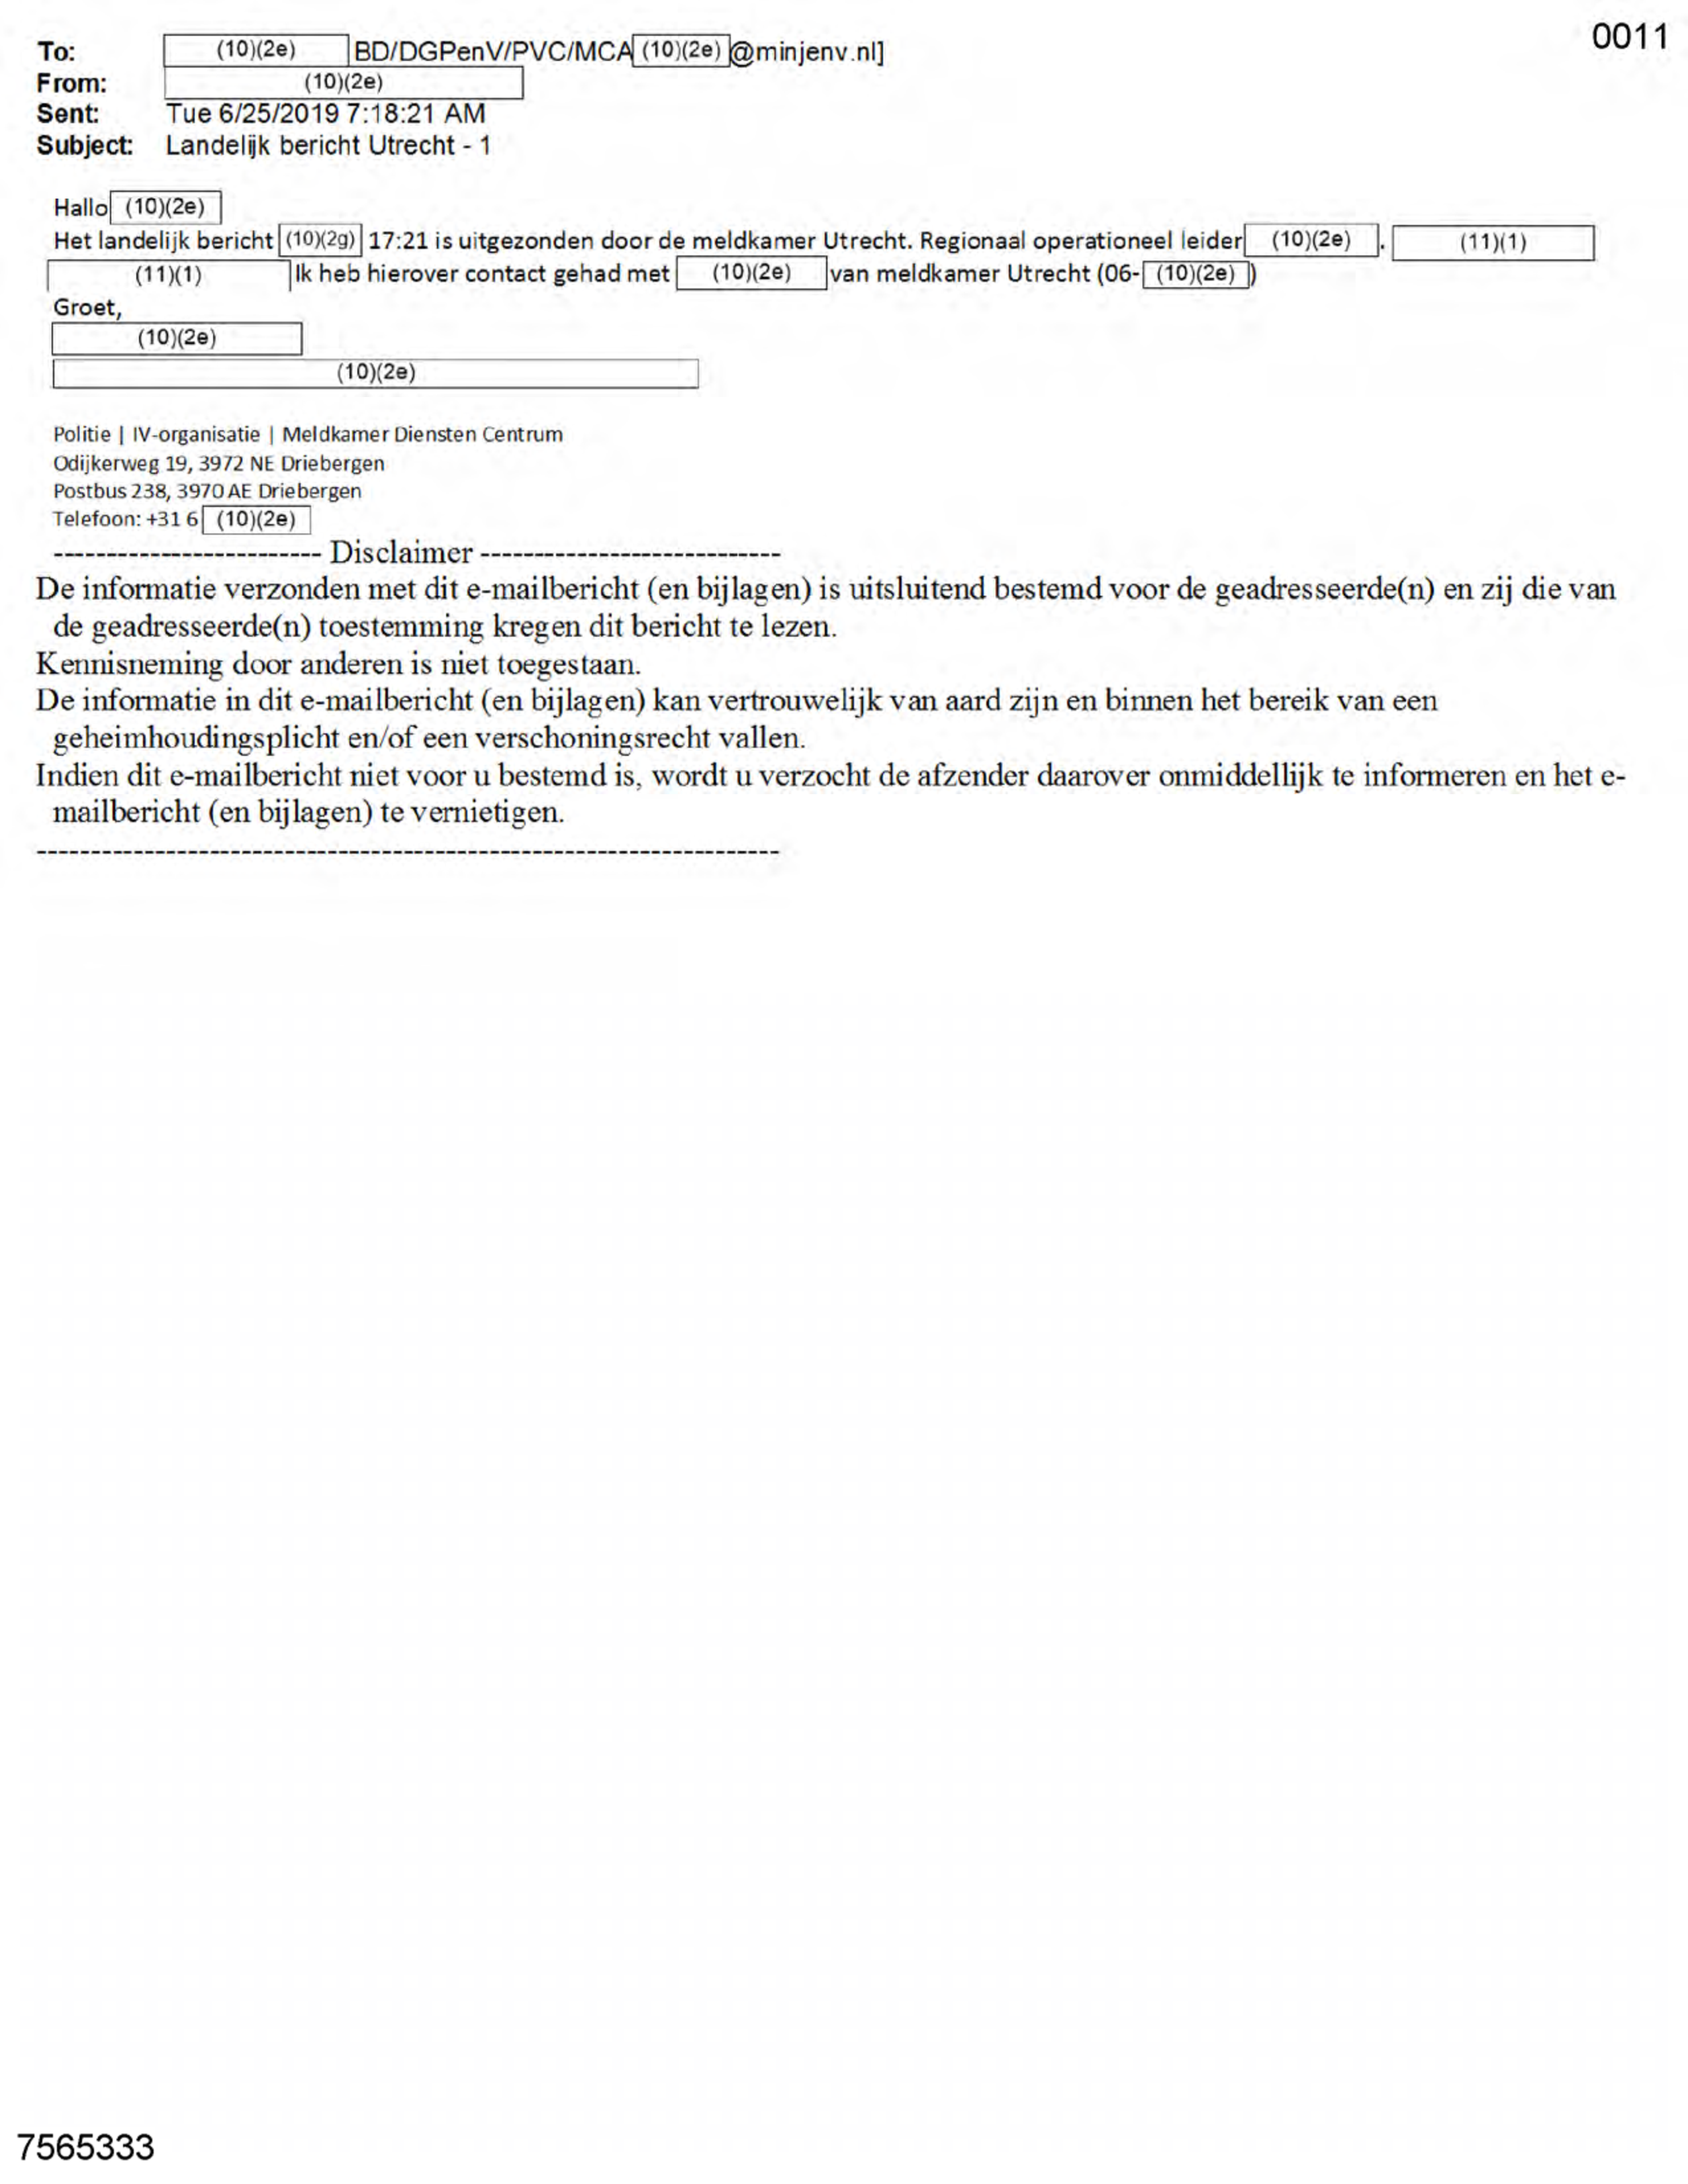 0011
To: (10)(2e) BD/DGPenV/PVC/MCA (10)(2e) @minjenv.nl]
From: (10)(2e)
Sent: Tue 6/25/2019 7:18:21 AM
Subject: Landelijk bericht Utrecht - 1
Hallo (10)(2e)
Het landelijk bericht (10)(2g) 17:21 is uitgezonden door de meldkamer Utrecht. Regionaal operationeel leider (10)(2e) . (11)(1)
(11)(1) Ik heb hierover contact gehad met (10)(2e) van meldkamer Utrecht (06- (10)(2e) )
Groet,
(10)(2e)
(10)(2e)
Politie | IV-organisatie | Meldkamer Diensten Centrum
Odijkerweg 19, 3972 NE Driebergen
Postbus 238, 3970 AE Driebergen
Telefoon: +31 6 (10)(2e)
------------------------- Disclaimer ----------------------------
De informatie verzonden met dit e-mailbericht (en bijlagen) is uitsluitend bestemd voor de geadresseerde(n) en zij die van
de geadresseerde(n) toestemming kregen dit bericht te lezen.
Kennisneming door anderen is niet toegestaan.
De informatie in dit e-mailbericht (en bijlagen) kan vertrouwelijk van aard zijn en binnen het bereik van een
geheimhoudingsplicht en/of een verschoningsrecht vallen.
Indien dit e-mailbericht niet voor u bestemd is, wordt u verzocht de afzender daarover onmiddellijk te informeren en het e-
mailbericht (en bijlagen) te vernietigen.
---------------------------------------------------------------------
7565333